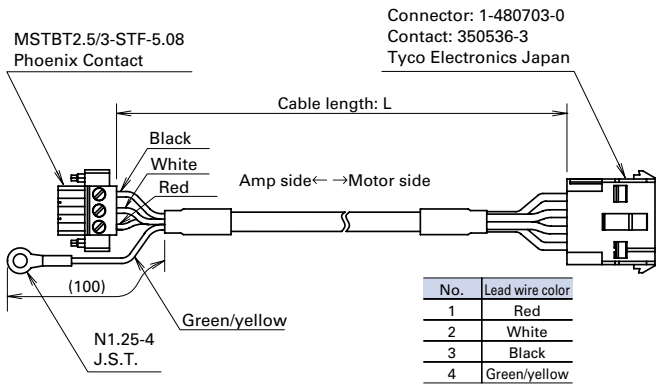 Connector: 1-480703-0
Contact: 350536-3
Tyco Electronics Japan
MSTBT2.5/3-STF-5.08
Phoenix Contact
Cable length: L
Black
White
Red
Amp side← →Motor side
(100)
Green/yellow
N1.25-4
J.S.T.
No. Lead wire color
1 Red
2 White
3 Black
4 Green/yellow